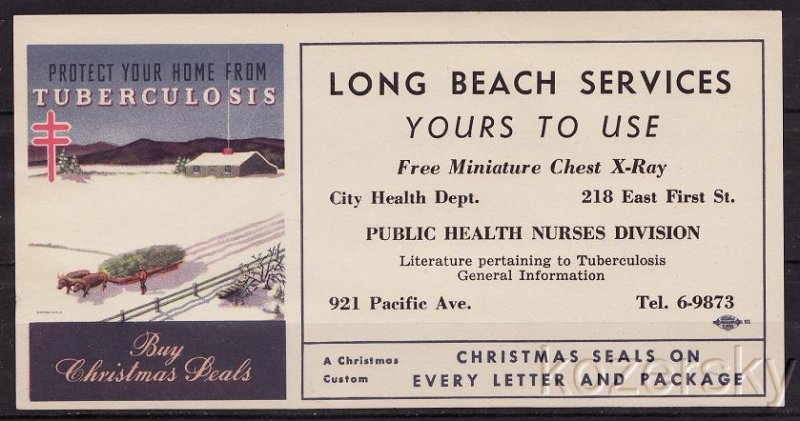 PROTECT YOUR HOME FROM
TUBERCULOSIS
Buy
Christmas Seals
LONG BEACH SERVICES
YOURS TO USE
Free Miniature Chest X-Ray
City Health Dept. 218 East First St.
PUBLIC HEALTH NURSES DIVISION
Literature pertaining to Tuberculosis
General Information
921 Pacific Ave. Tel. 6-9873
A Christmas
Custom
CHRISTMAS SEALS ON
EVERY LETTER AND PACKAGE
kozersky